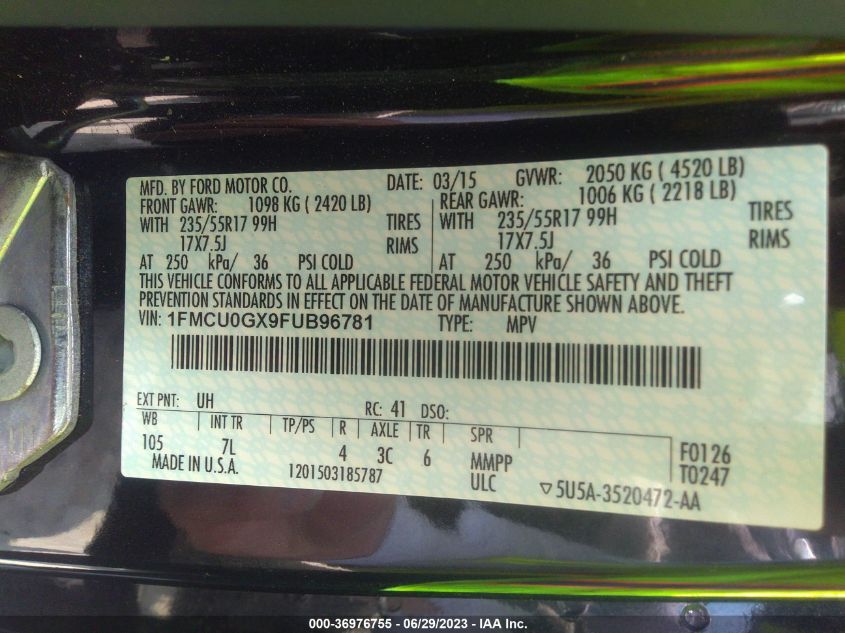 MFD. BY FORD MOTOR CO. DATE: 03/15 GVWR: 2050 KG ( 4520 LB)
FRONT GAWR: 1098 KG ( 2420 LB) REAR GAWR: 1006 KG ( 2218 LB)
WITH 235/55R17 99H TIRES WITH 235/55R17 99H TIRES
17X7.5J RIMS 17X7.5J RIMS
AT 250 kPa/ 36 PSI COLD AT 250 kPa/ 36 PSI COLD
THIS VEHICLE CONFORMS TO ALL APPLICABLE FEDERAL MOTOR VEHICLE SAFETY AND THEFT
PREVENTION STANDARDS IN EFFECT ON THE DATE OF MANUFACTURE SHOWN ABOVE.
VIN: 1FMCU0GX9FUB96781 TYPE: MPV
EXT PNT: UH RC: 41 DSO:
WB INT TR TP/PS R AXLE TR SPR F0126
105 7L 4 3C 6 MMPP T0247
MADE IN U.S.A. 1201503185787 ULC ▽5U5A-3520472-AA
000-36976755 - 06/29/2023 - IAA Inc.